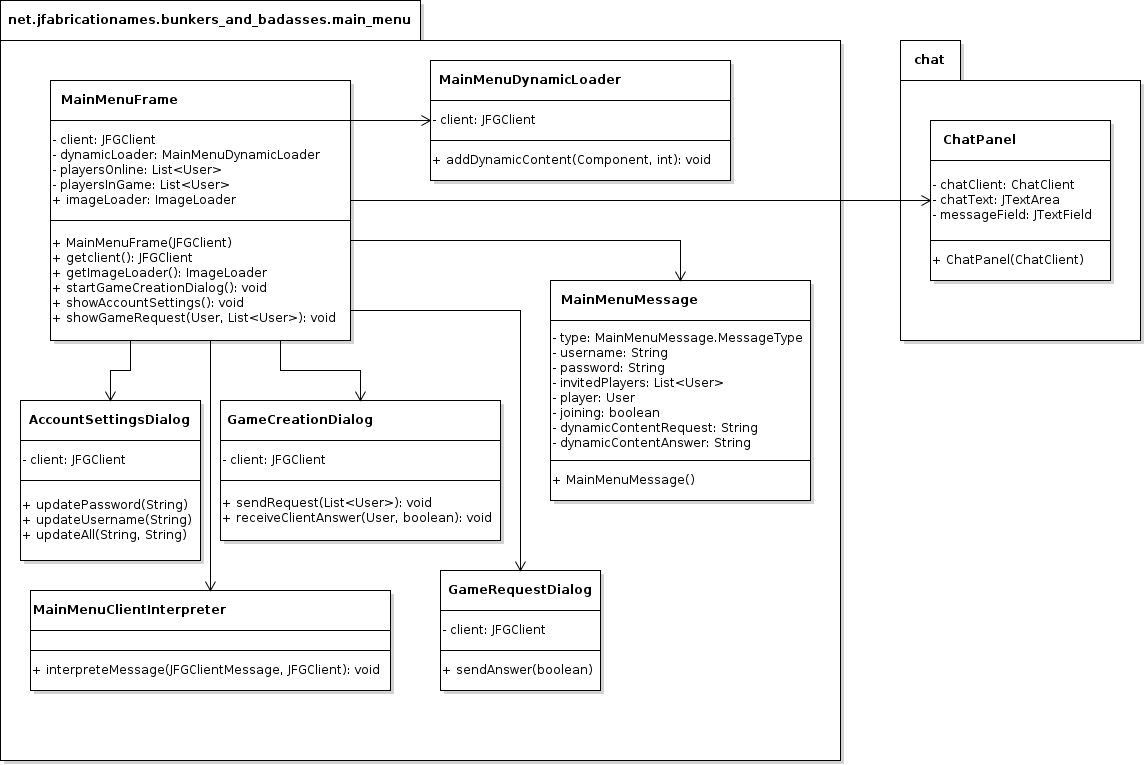 net.jfabricationames.bunkers_and_badasses.main_menu
MainMenuFrame
- client: JFGClient
- dynamicLoader: MainMenuDynamicLoader
- playersOnline: List<User>
- playersInGame: List<User>
+ imageLoader: ImageLoader
+ MainMenuFrame(JFGClient)
+ getclient(): JFGClient
+ getImageLoader(): ImageLoader
+ startGameCreationDialog(): void
+ showAccountSettings(): void
+ showGameRequest(User, List<User>): void
MainMenuDynamicLoader
- client: JFGClient
+ addDynamicContent(Component, int): void
chat
ChatPanel
- chatClient: ChatClient
- chatText: JTextArea
- messageField: JTextField
+ ChatPanel(ChatClient)
MainMenuMessage
- type: MainMenuMessage.MessageType
- username: String
- password: String
- invitedPlayers: List<User>
- player: User
- joining: boolean
- dynamicContentRequest: String
- dynamicContentAnswer: String
+ MainMenuMessage()
AccountSettingsDialog
- client: JFGClient
+ updatePassword(String)
+ updateUsername(String)
+ updateAll(String, String)
GameCreationDialog
- client: JFGClient
+ sendRequest(List<User>): void
+ receiveClientAnswer(User, boolean): void
MainMenuClientInterpreter
+ interpreteMessage(JFGClientMessage, JFGClient): void
GameRequestDialog
- client: JFGClient
+ sendAnswer(boolean)